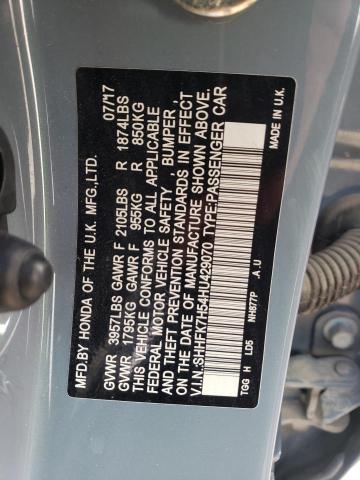 MFD.BY HONDA OF THE U.K. MFG.,LTD. 07/17
GVWR 3957LBS GAWR F 2105LBS R 1874LBS
GVWR 1795KG GAWR F 955KG R 850KG
THIS VEHICLE CONFORMS TO ALL APPLICABLE
FEDERAL MOTOR VEHICLE SAFETY, BUMPER,
AND THEFT PREVENTION STANDARDS IN EFFECT
ON THE DATE OF MANUFACTURE SHOWN ABOVE.
V.I.N.:SHHFK7H54HU429070 TYPE:PASSENGER CAR
TGG H LD5 NH877P A.U
MADE IN U.K.